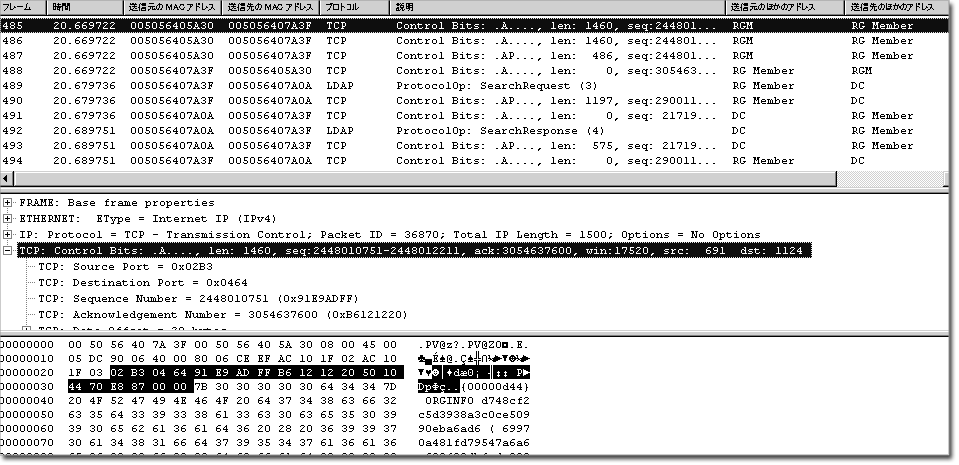 フレーム 時間 送信元の MAC アドレス 送信先の MAC アドレス プロトコル 説明 送信元のほかのアドレス 送信先のほかのアドレス
485 20.669722 005056405A30 005056407A3F TCP Control Bits: .A...., len: 1460, seq:244801... RGM RG Member
486 20.669722 005056405A30 005056407A3F TCP Control Bits: .A...., len: 1460, seq:244801... RGM RG Member
487 20.669722 005056405A30 005056407A3F TCP Control Bits: .AP..., len: 486, seq:244801... RGM RG Member
488 20.669722 005056407A3F 005056405A30 TCP Control Bits: .A...., len: 0, seq:305463... RG Member RGM
489 20.679736 005056407A3F 005056407A0A LDAP ProtocolOp: SearchRequest (3) RG Member DC
490 20.679736 005056407A3F 005056407A0A TCP Control Bits: .AP..., len: 1197, seq:290011... RG Member DC
491 20.679736 005056407A0A 005056407A3F TCP Control Bits: .A...., len: 0, seq: 21719... DC RG Member
492 20.689751 005056407A0A 005056407A3F LDAP ProtocolOp: SearchResponse (4) DC RG Member
493 20.689751 005056407A0A 005056407A3F TCP Control Bits: .AP..., len: 575, seq: 21719... DC RG Member
494 20.689751 005056407A3F 005056407A0A TCP Control Bits: .A...., len: 0, seq:290011... RG Member DC
FRAME: Base frame properties
ETHERNET: EType = Internet IP (IPv4)
IP: Protocol = TCP - Transmission Control; Packet ID = 36870; Total IP Length = 1500; Options = No Options
TCP: Control Bits: .A...., len: 1460, seq:2448010751-2448012211, ack:3054637600, win:17520, src: 691 dst: 1124
TCP: Source Port = 0x02B3
TCP: Destination Port = 0x0464
TCP: Sequence Number = 2448010751 (0x91E9ADFF)
TCP: Acknowledgement Number = 3054637600 (0xB6121220)
00000000 00 50 56 40 7A 3F 00 50 56 40 5A 30 08 00 45 00
00000010 05 DC 90 06 40 00 80 06 CE EF AC 10 1F 02 AC 10
00000020 1F 03 02 B3 04 64 91 E9 AD FF B6 12 12 20 50 10
00000030 44 70 E8 87 00 00 7B 30 30 30 30 30 64 34 34 7D DpΦç..{00000d44}
00000040 20 4F 52 47 49 4E 46 4F 20 64 37 34 38 63 66 32 ORGINFO d748cf2
00000050 63 35 64 33 39 33 38 61 33 63 30 63 65 35 30 39 c5d3938a3c0ce509
00000060 39 30 65 62 61 36 61 64 36 20 28 20 36 39 39 37 90eba6ad6 ( 6997
00000070 30 61 34 38 31 66 64 37 39 35 34 37 61 36 61 36 0a481fd79547a6a6